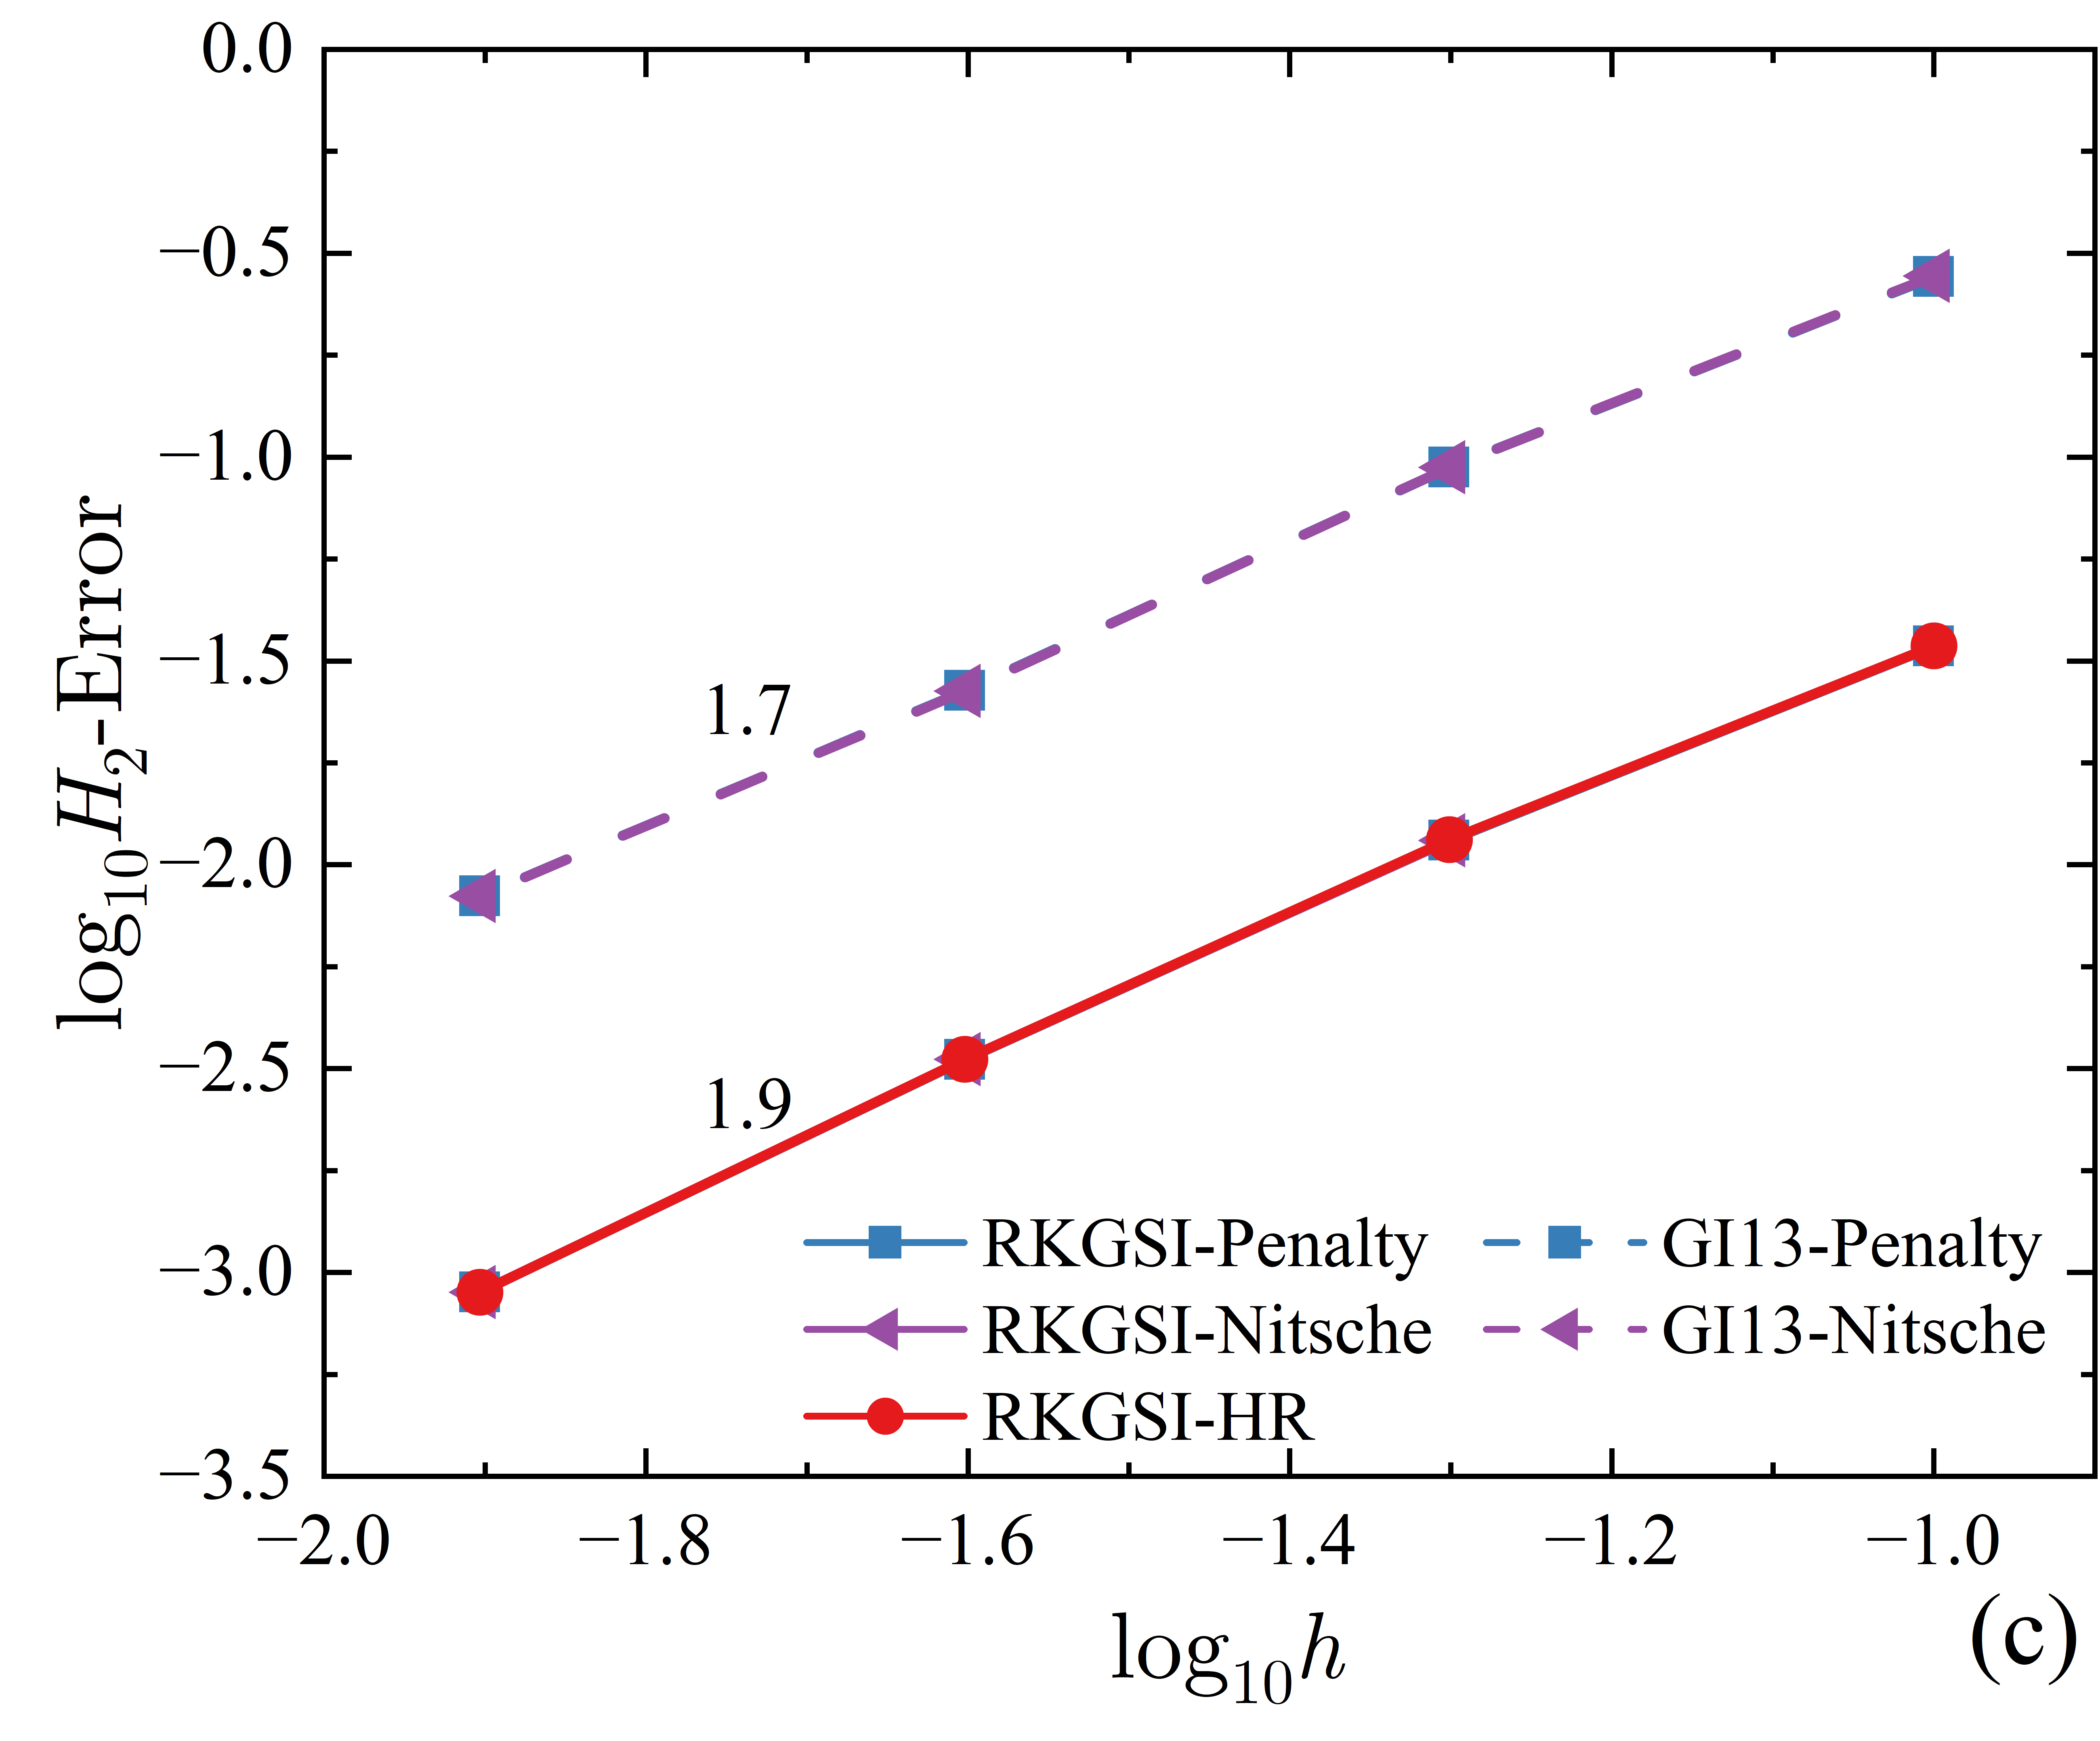 0.0
−0.5
−1.0
−1.5
−2.0
−2.5
−3.0
−3.5
log₁₀H₂-Error
1.7
1.9
RKGSI-Penalty GI13-Penalty
RKGSI-Nitsche GI13-Nitsche
RKGSI-HR
−2.0 −1.8 −1.6 −1.4 −1.2 −1.0
log₁₀h
(c)